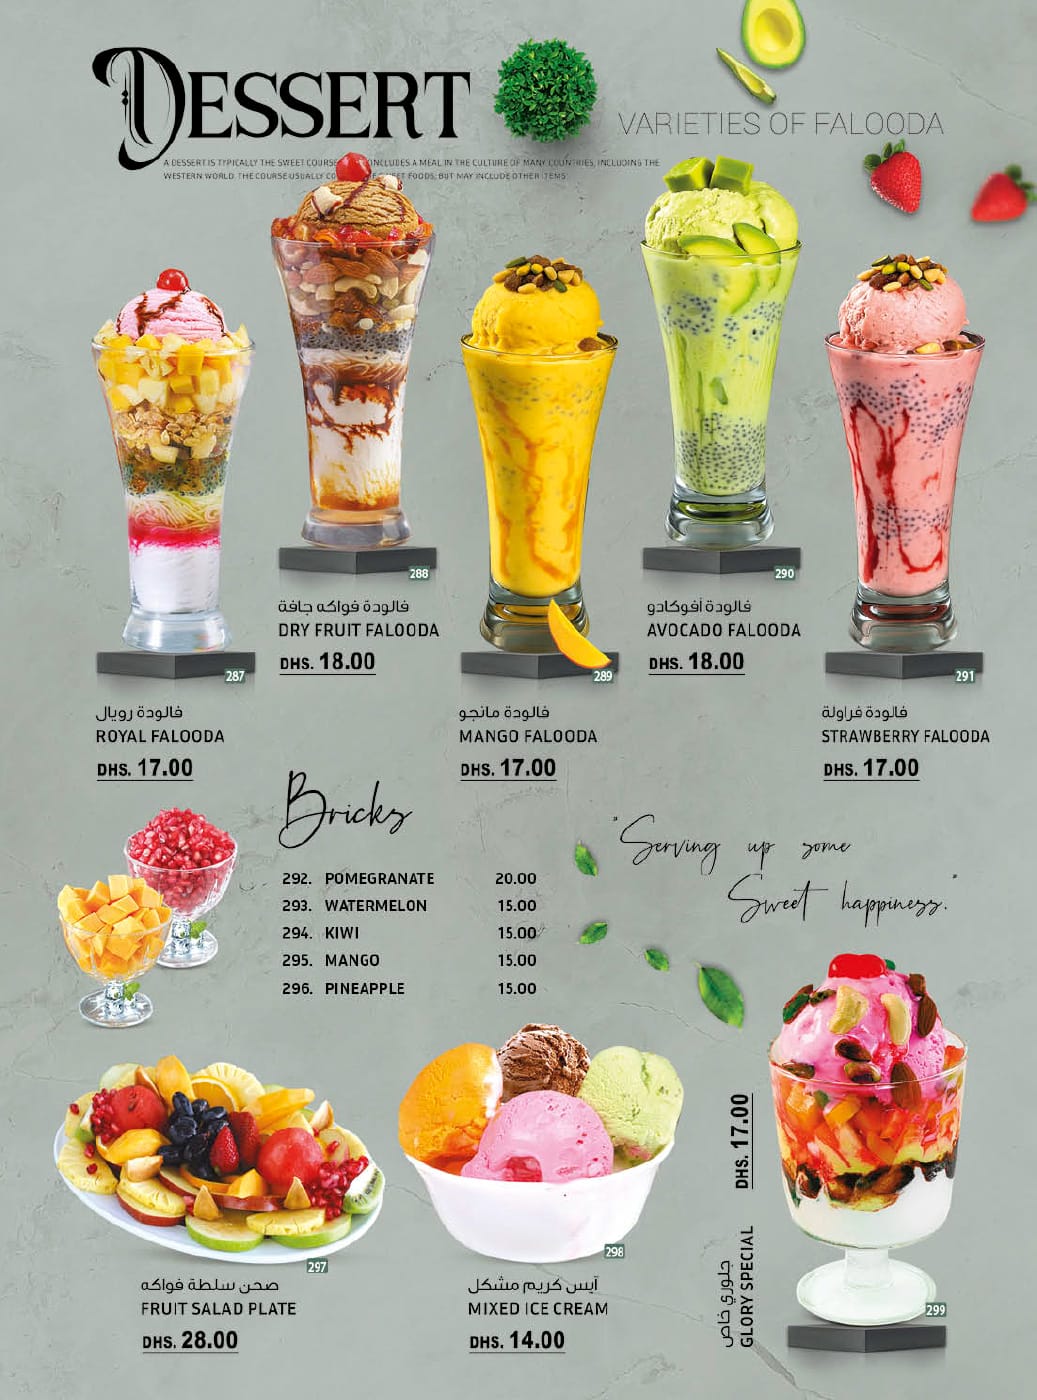 DESSERT
VARIETIES OF FALOODA
A DESSERT IS TYPICALLY THE SWEET COURSE CONCLUDES A MEAL IN THE CULTURE OF MANY COUNTRIES, INCLUDING THE
WESTERN WORLD. THE COURSE USUALLY SWEET FOODS, BUT MAY INCLUDE OTHER ITEMS
288
290
فالودة فواكه جافة
DRY FRUIT FALOODA
DHS. 18.00
فالودة أفوكادو
AVOCADO FALOODA
DHS. 18.00
287
289
291
فالودة رويال
ROYAL FALOODA
DHS. 17.00
فالودة مانجو
MANGO FALOODA
DHS. 17.00
فالودة فراولة
STRAWBERRY FALOODA
DHS. 17.00
Bricks
292. POMEGRANATE 20.00
293. WATERMELON 15.00
294. KIWI 15.00
295. MANGO 15.00
296. PINEAPPLE 15.00
"Serving up some
Sweet happiness."
297
صحن سلطة فواكه
FRUIT SALAD PLATE
DHS. 28.00
298
آيس كريم مشكل
MIXED ICE CREAM
DHS. 14.00
299
جلوري خاص
GLORY SPECIAL
DHS. 17.00